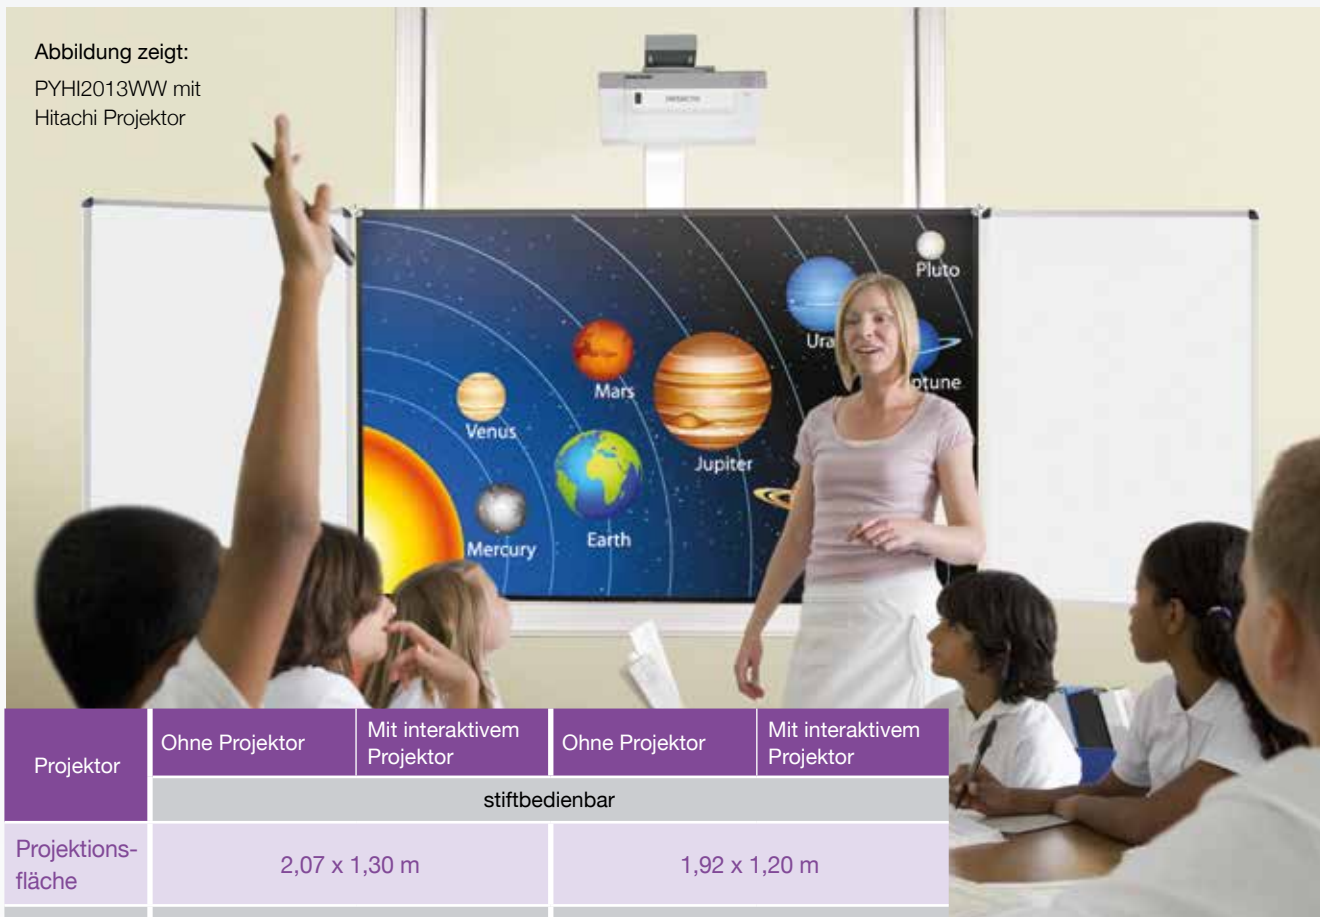 Abbildung zeigt:
PYHI2013WW mit
Hitachi Projektor
HITACHI
Pluto
Ura
ptune
Mars
Venus
Jupiter
Earth
Mercury
Projektor
Ohne Projektor
Mit interaktivem
Projektor
Ohne Projektor
Mit interaktivem
Projektor
stiftbedienbar
Projektions-
fläche
2,07 x 1,30 m
1,92 x 1,20 m